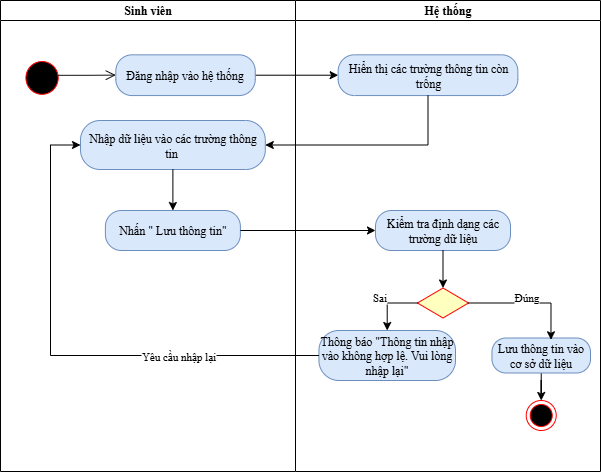 Sinh viên
Hệ thống
Đăng nhập vào hệ thống
Hiển thị các trường thông tin còn
trống
Nhập dữ liệu vào các trường thông
tin
Nhấn " Lưu thông tin"
Kiểm tra định dạng các
trường dữ liệu
Sai
Đúng
Thông báo "Thông tin nhập
vào không hợp lệ. Vui lòng
nhập lại"
Lưu thông tin vào
cơ sở dữ liệu
Yêu cầu nhập lại